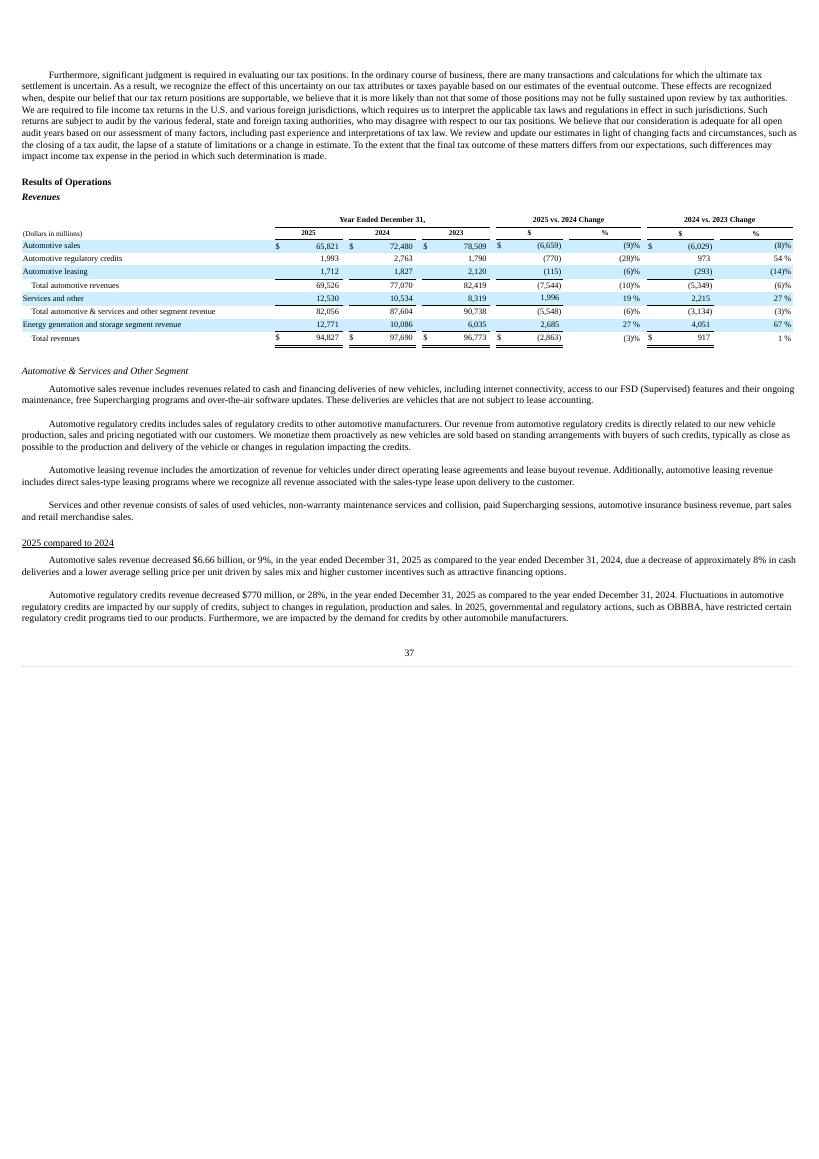 Furthermore, significant judgment is required in evaluating our tax positions. In the ordinary course of business, there are many transactions and calculations for which the ultimate tax
settlement is uncertain. As a result, we recognize the effect of this uncertainty on our tax attributes or taxes payable based on our estimates of the eventual outcome. These effects are recognized
when, despite our belief that our tax return positions are supportable, we believe that it is more likely than not that some of those positions may not be fully sustained upon review by tax authorities.
We are required to file income tax returns in the U.S. and various foreign jurisdictions, which requires us to interpret the applicable tax laws and regulations in effect in such jurisdictions. Such
returns are subject to audit by the various federal, state and foreign taxing authorities, who may disagree with respect to our tax positions. We believe that our consideration is adequate for all open
audit years based on our assessment of many factors, including past experience and interpretations of tax law. We review and update our estimates in light of changing facts and circumstances, such as
the closing of a tax audit, the lapse of a statute of limitations or a change in estimate. To the extent that the final tax outcome of these matters differs from our expectations, such differences may
impact income tax expense in the period in which such determination is made.
Results of Operations
Revenues
Year Ended December 31, 2025 vs. 2024 Change 2024 vs. 2023 Change
(Dollars in millions) 2025 2024 2023 $ % $ %
Automotive sales $ 65,821 $ 72,480 $ 78,509 $ (6,659) (9)% $ (6,029) (8)%
Automotive regulatory credits 1,993 2,763 1,790 (770) (28)% 973 54 %
Automotive leasing 1,712 1,827 2,120 (115) (6)% (293) (14)%
Total automotive revenues 69,526 77,070 82,419 (7,544) (10)% (5,349) (6)%
Services and other 12,530 10,534 8,319 1,996 19 % 2,215 27 %
Total automotive & services and other segment revenue 82,056 87,604 90,738 (5,548) (6)% (3,134) (3)%
Energy generation and storage segment revenue 12,771 10,086 6,035 2,685 27 % 4,051 67 %
Total revenues $ 94,827 $ 97,690 $ 96,773 $ (2,863) (3)% $ 917 1 %
Automotive & Services and Other Segment
Automotive sales revenue includes revenues related to cash and financing deliveries of new vehicles, including internet connectivity, access to our FSD (Supervised) features and their ongoing
maintenance, free Supercharging programs and over-the-air software updates. These deliveries are vehicles that are not subject to lease accounting.
Automotive regulatory credits includes sales of regulatory credits to other automotive manufacturers. Our revenue from automotive regulatory credits is directly related to our new vehicle
production, sales and pricing negotiated with our customers. We monetize them proactively as new vehicles are sold based on standing arrangements with buyers of such credits, typically as close as
possible to the production and delivery of the vehicle or changes in regulation impacting the credits.
Automotive leasing revenue includes the amortization of revenue for vehicles under direct operating lease agreements and lease buyout revenue. Additionally, automotive leasing revenue
includes direct sales-type leasing programs where we recognize all revenue associated with the sales-type lease upon delivery to the customer.
Services and other revenue consists of sales of used vehicles, non-warranty maintenance services and collision, paid Supercharging sessions, automotive insurance business revenue, part sales
and retail merchandise sales.
2025 compared to 2024
Automotive sales revenue decreased $6.66 billion, or 9%, in the year ended December 31, 2025 as compared to the year ended December 31, 2024, due a decrease of approximately 8% in cash
deliveries and a lower average selling price per unit driven by sales mix and higher customer incentives such as attractive financing options.
Automotive regulatory credits revenue decreased $770 million, or 28%, in the year ended December 31, 2025 as compared to the year ended December 31, 2024. Fluctuations in automotive
regulatory credits are impacted by our supply of credits, subject to changes in regulation, production and sales. In 2025, governmental and regulatory actions, such as OBBBA, have restricted certain
regulatory credit programs tied to our products. Furthermore, we are impacted by the demand for credits by other automobile manufacturers.
37